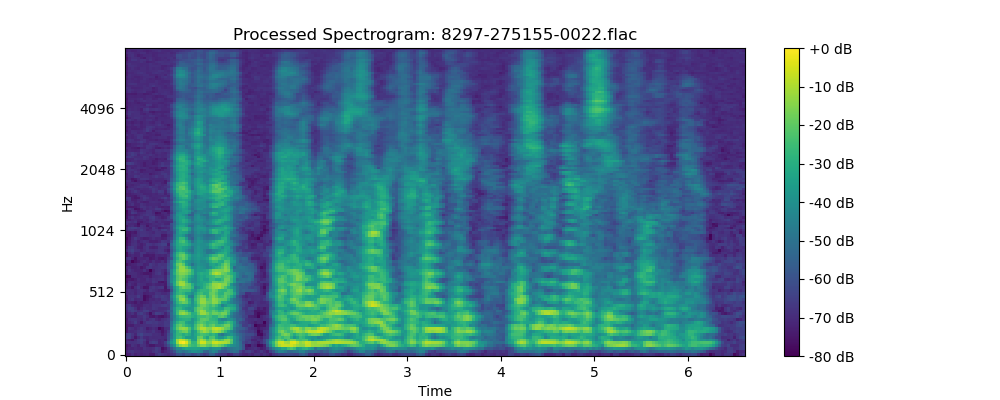 Processed Spectrogram: 8297-275155-0022.flac
Hz
4096
2048
1024
512
0
0 1 2 3 4 5 6
Time
+0 dB
-10 dB
-20 dB
-30 dB
-40 dB
-50 dB
-60 dB
-70 dB
-80 dB